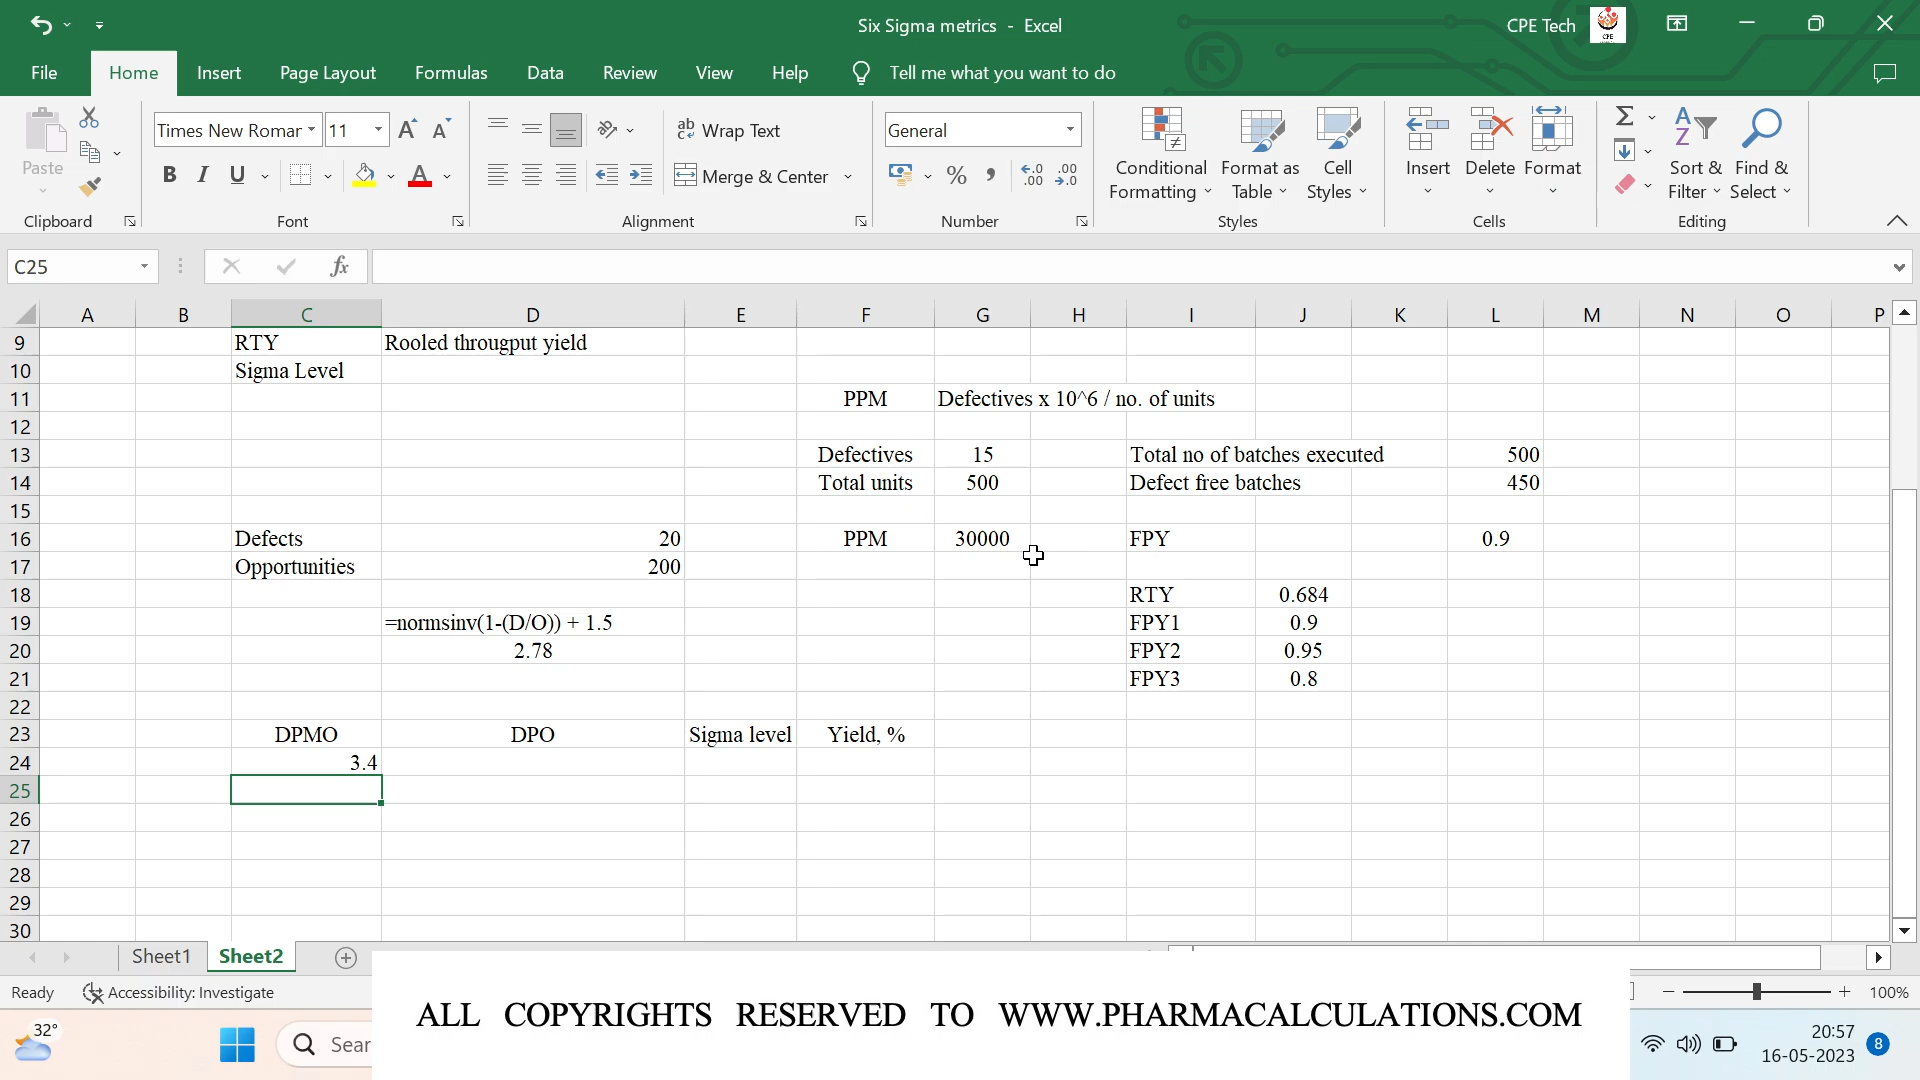 Six Sigma metrics - Excel
CPE Tech
CPE
File Home Insert Page Layout Formulas Data Review View Help Tell me what you want to do
Paste
Clipboard
Times New Romar 11
A A
B I U A
Font
ab Wrap Text
Merge & Center
Alignment
General
% , .00 .00
Number
Conditional Formatting
Format as Table
Cell Styles
Styles
Insert Delete Format
Cells
Sort & Filter
Find & Select
Editing
C25 fx
A B C D E F G H I J K L M N O P
9 RTY Rooled througput yield
10 Sigma Level
11 PPM Defectives x 10^6 / no. of units
12
13 Defectives 15 Total no of batches executed 500
14 Total units 500 Defect free batches 450
15
16 Defects 20 PPM 30000 FPY 0.9
17 Opportunities 200
18 RTY 0.684
19 =normsinv(1-(D/O)) + 1.5 FPY1 0.9
20 2.78 FPY2 0.95
21 FPY3 0.8
22
23 DPMO DPO Sigma level Yield, %
24 3.4
25
26
27
28
29
30
Sheet1 Sheet2
Ready Accessibility: Investigate
100%
ALL COPYRIGHTS RESERVED TO WWW.PHARMACALCULATIONS.COM
32°
Sear
20:57
16-05-2023
8